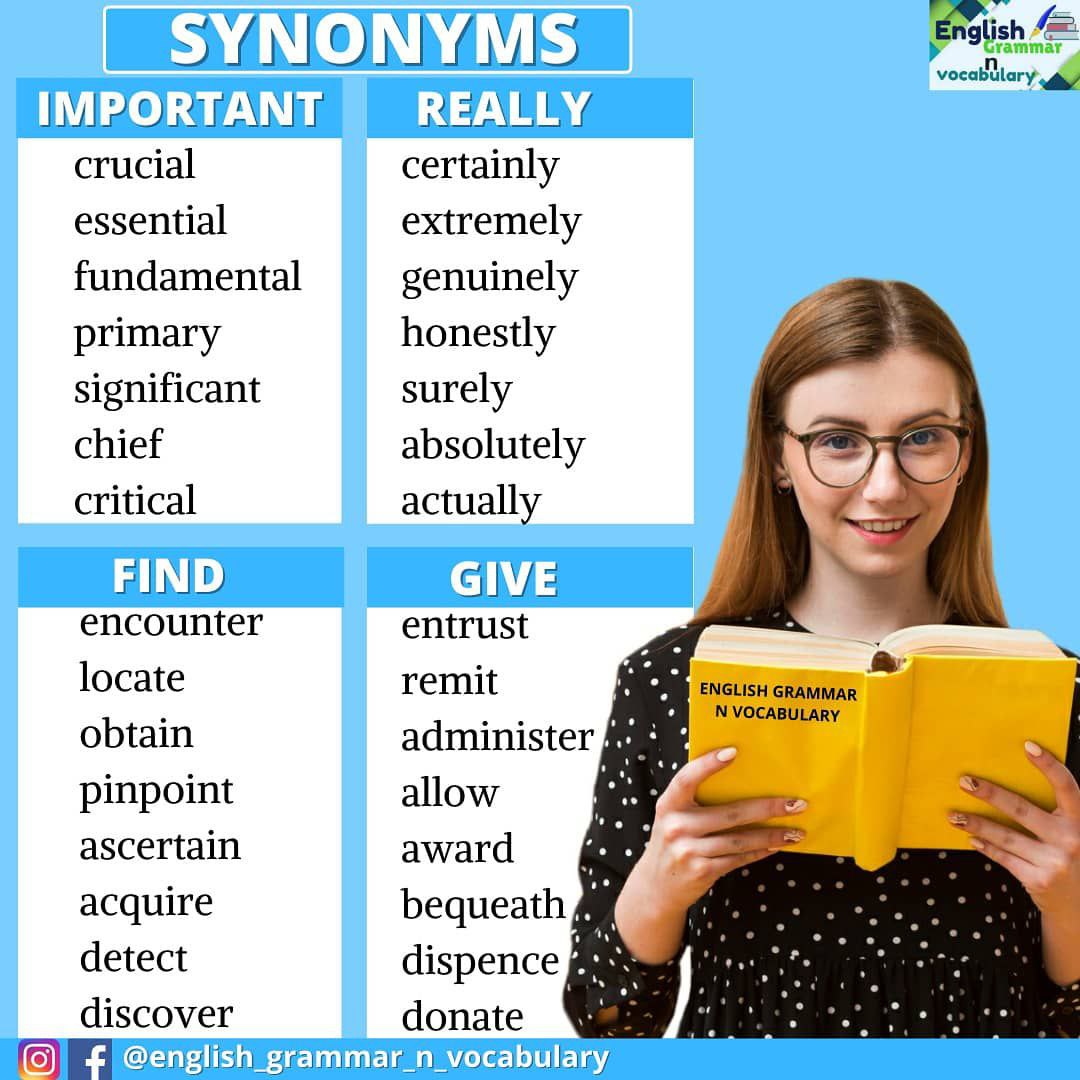 SYNONYMS
English
Grammar
n
vocabulary
IMPORTANT
crucial
essential
fundamental
primary
significant
chief
critical
REALLY
certainly
extremely
genuinely
honestly
surely
absolutely
actually
FIND
encounter
locate
obtain
pinpoint
ascertain
acquire
detect
discover
GIVE
entrust
remit
administer
allow
award
bequeath
dispence
donate
ENGLISH GRAMMAR
N VOCABULARY
@english_grammar_n_vocabulary